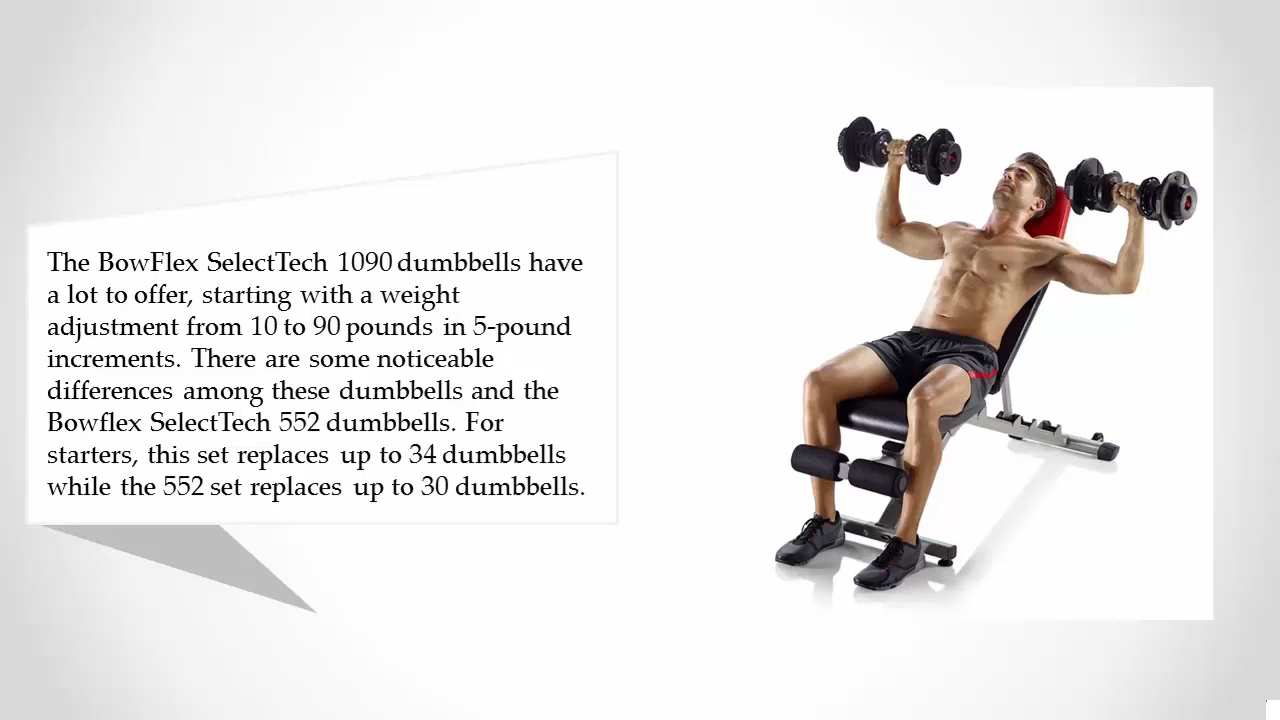 The BowFlex SelectTech 1090 dumbbells have
a lot to offer, starting with a weight
adjustment from 10 to 90 pounds in 5-pound
increments. There are some noticeable
differences among these dumbbells and the
Bowflex SelectTech 552 dumbbells. For
starters, this set replaces up to 34 dumbbells
while the 552 set replaces up to 30 dumbbells.